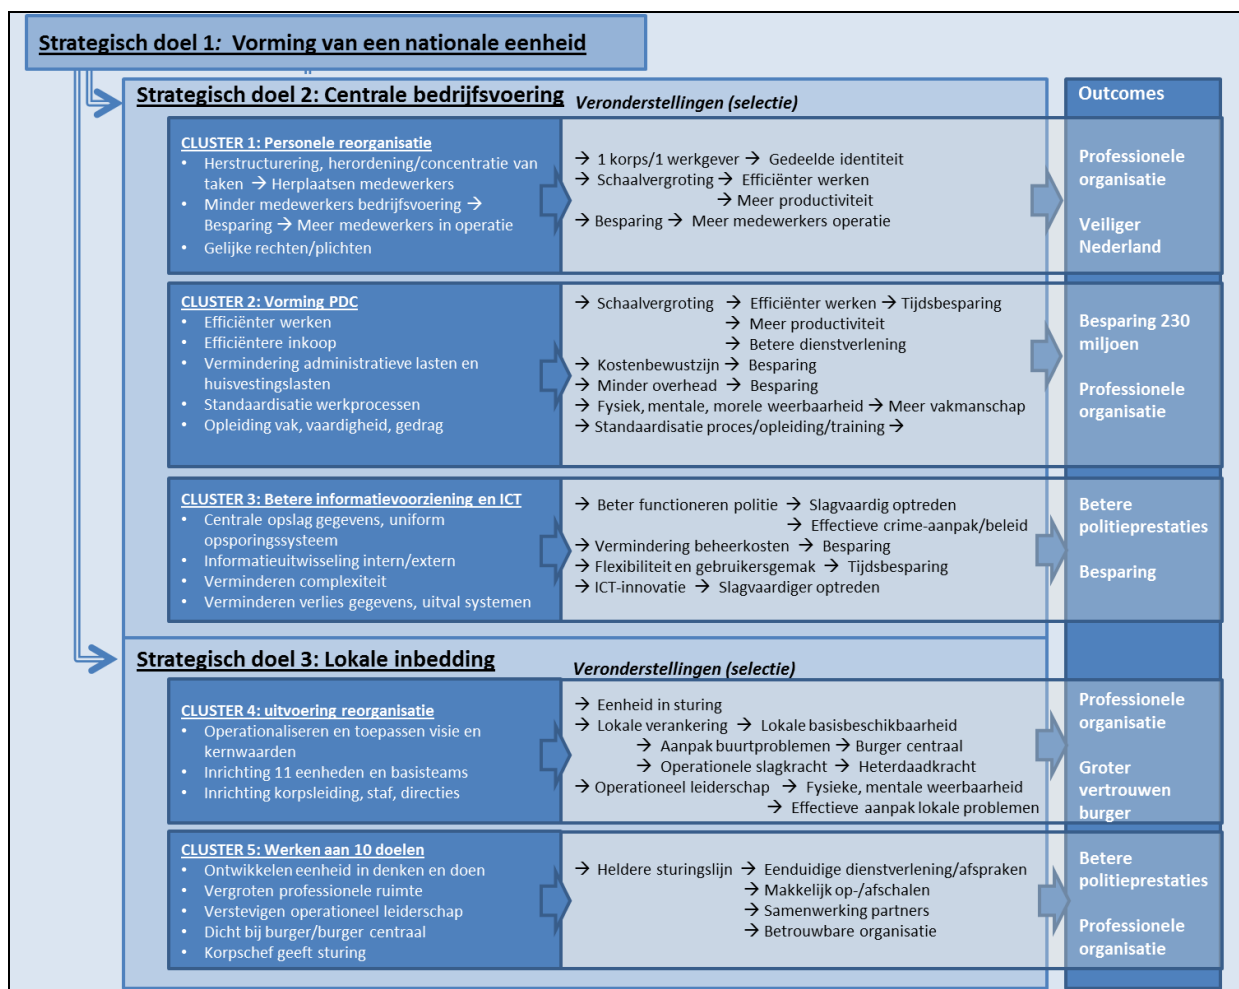 Strategisch doel 1: Vorming van een nationale eenheid
Strategisch doel 2: Centrale bedrijfsvoering
Veronderstellingen (selectie)
Outcomes
CLUSTER 1: Personele reorganisatie
• Herstructurering, herordening/concentratie van
taken → Herplaatsen medewerkers
• Minder medewerkers bedrijfsvoering →
Besparing → Meer medewerkers in operatie
• Gelijke rechten/plichten
→ 1 korps/1 werkgever → Gedeelde identiteit
→ Schaalvergroting → Efficiënter werken
→ Meer productiviteit
→ Besparing → Meer medewerkers operatie
Professionele
organisatie
Veiliger
Nederland
CLUSTER 2: Vorming PDC
• Efficiënter werken
• Efficiëntere inkoop
• Vermindering administratieve lasten en
huisvestingslasten
• Standaardisatie werkprocessen
• Opleiding vak, vaardigheid, gedrag
→ Schaalvergroting → Efficiënter werken → Tijdsbesparing
→ Meer productiviteit
→ Betere dienstverlening
→ Kostenbewustzijn → Besparing
→ Minder overhead → Besparing
→ Fysiek, mentale, morele weerbaarheid → Meer vakmanschap
→ Standaardisatie proces/opleiding/training →
Besparing 230
miljoen
Professionele
organisatie
CLUSTER 3: Betere informatievoorziening en ICT
• Centrale opslag gegevens, uniform
opsporingssysteem
• Informatieuitwisseling intern/extern
• Verminderen complexiteit
• Verminderen verlies gegevens, uitval systemen
→ Beter functioneren politie → Slagvaardig optreden
→ Effectieve crime-aanpak/beleid
→ Vermindering beheerkosten → Besparing
→ Flexibiliteit en gebruikersgemak → Tijdsbesparing
→ ICT-innovatie → Slagvaardiger optreden
Betere
politieprestaties
Besparing
Strategisch doel 3: Lokale inbedding
Veronderstellingen (selectie)
CLUSTER 4: uitvoering reorganisatie
• Operationaliseren en toepassen visie en
kernwaarden
• Inrichting 11 eenheden en basisteams
• Inrichting korpsleiding, staf, directies
→ Eenheid in sturing
→ Lokale verankering → Lokale basisbeschikbaarheid
→ Aanpak buurtproblemen → Burger centraal
→ Operationele slagkracht → Heterdaadkracht
→ Operationeel leiderschap → Fysieke, mentale weerbaarheid
→ Effectieve aanpak lokale problemen
Professionele
organisatie
Groter
vertrouwen
burger
CLUSTER 5: Werken aan 10 doelen
• Ontwikkelen eenheid in denken en doen
• Vergroten professionele ruimte
• Verstevigen operationeel leiderschap
• Dicht bij burger/burger centraal
• Korpschef geeft sturing
→ Heldere sturingslijn → Eenduidige dienstverlening/afspraken
→ Makkelijk op-/afschalen
→ Samenwerking partners
→ Betrouwbare organisatie
Betere
politieprestaties
Professionele
organisatie